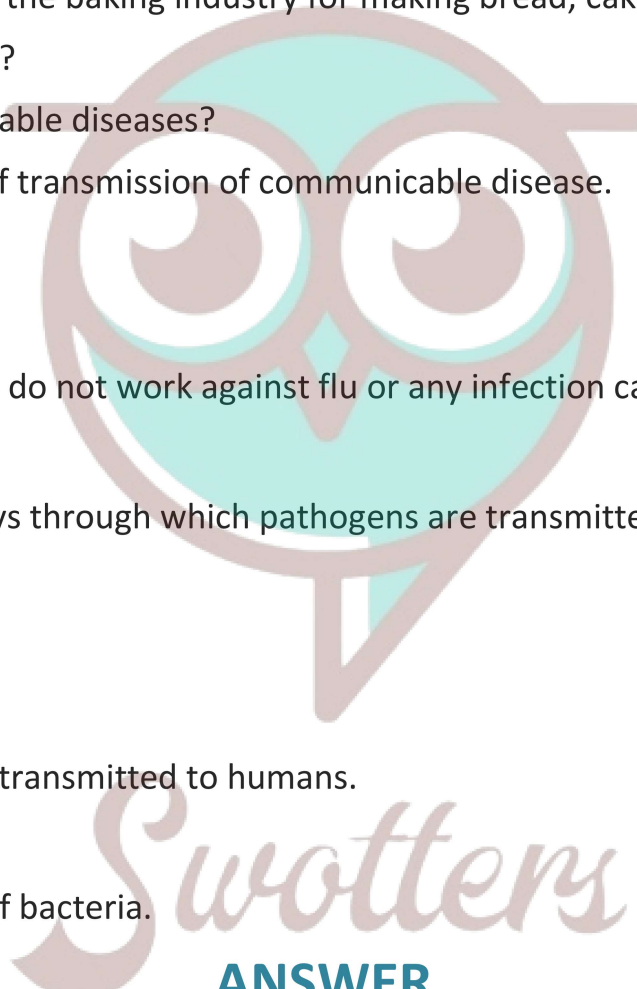 the baking industry for making bread, cak
?
able diseases?
f transmission of communicable disease.
do not work against flu or any infection ca
ys through which pathogens are transmitte
transmitted to humans.
Swotters
f bacteria.
ANSWER